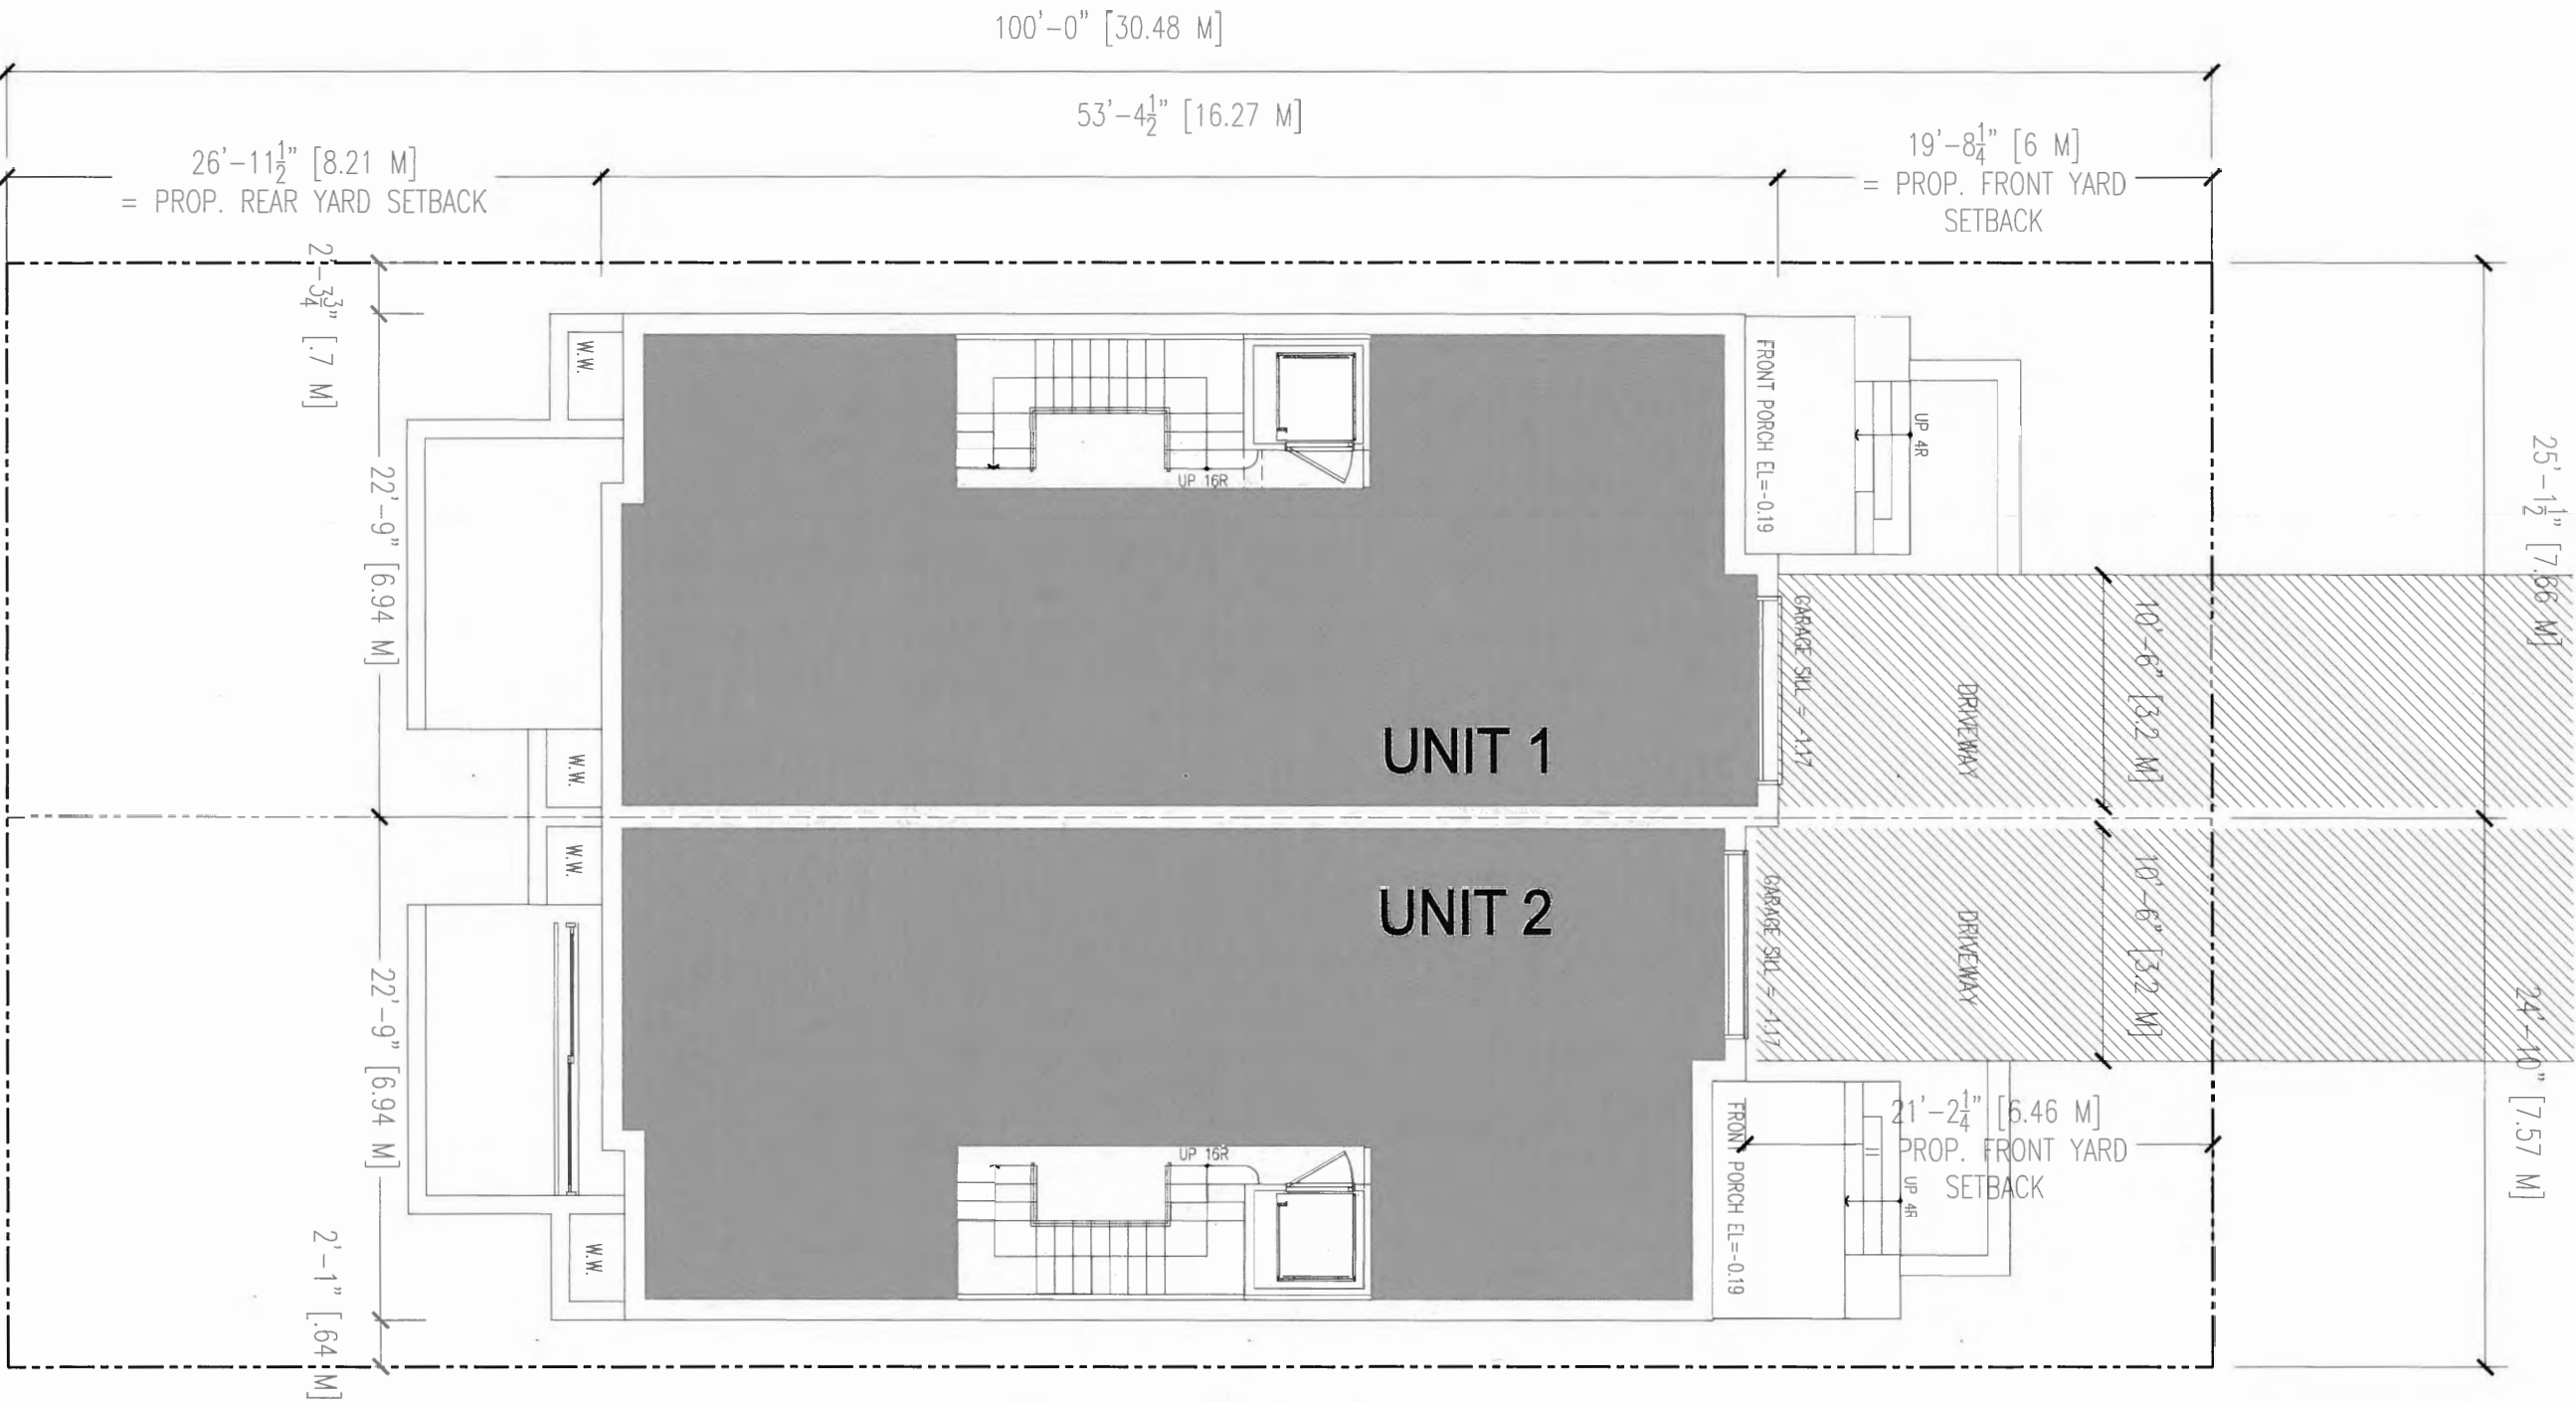 100'-0" [30.48 M]
53'-4½" [16.27 M]
26'-11½" [8.21 M]
= PROP. REAR YARD SETBACK
19'-8¼" [6 M]
= PROP. FRONT YARD
SETBACK
2'-3¾" [.7 M]
W.W.
FRONT PORCH EL=-0.19
UP 4R
UP 16R
22'-9" [6.94 M]
25'-1½" [7.66 M]
GARAGE SILL = -1.17
DRIVEWAY
10'-6" [3.2 M]
UNIT 1
W.W.
W.W.
UNIT 2
GARAGE SILL = -1.17
DRIVEWAY
10'-6" [3.2 M]
22'-9" [6.94 M]
24'-10" [7.57 M]
21'-2¼" [6.46 M]
= PROP. FRONT YARD
SETBACK
UP 16R
FRONT PORCH EL=-0.19
UP 4R
W.W.
2'-1" [.64 M]